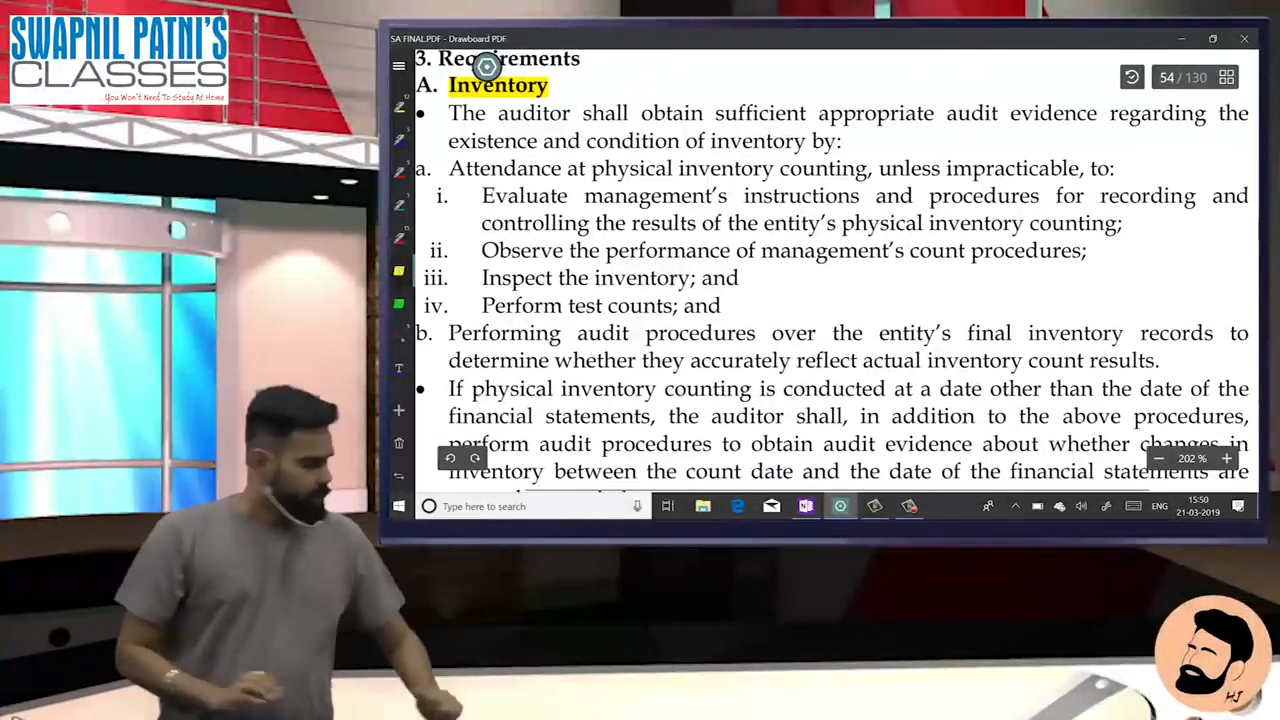 SWAPNIL PATNI'S
CLASSES
You Won't Need To Study At Home
SA FINAL.PDF - Drawboard PDF
3. Requirements
54 / 130
A. Inventory
• The auditor shall obtain sufficient appropriate audit evidence regarding the
existence and condition of inventory by:
a. Attendance at physical inventory counting, unless impracticable, to:
i. Evaluate management's instructions and procedures for recording and
controlling the results of the entity's physical inventory counting;
ii. Observe the performance of management's count procedures;
iii. Inspect the inventory; and
iv. Perform test counts; and
b. Performing audit procedures over the entity's final inventory records to
determine whether they accurately reflect actual inventory count results.
• If physical inventory counting is conducted at a date other than the date of the
financial statements, the auditor shall, in addition to the above procedures,
perform audit procedures to obtain audit evidence about whether changes in
inventory between the count date and the date of the financial statements are
202 %
Type here to search
ENG
15:50
21-03-2019
HJ